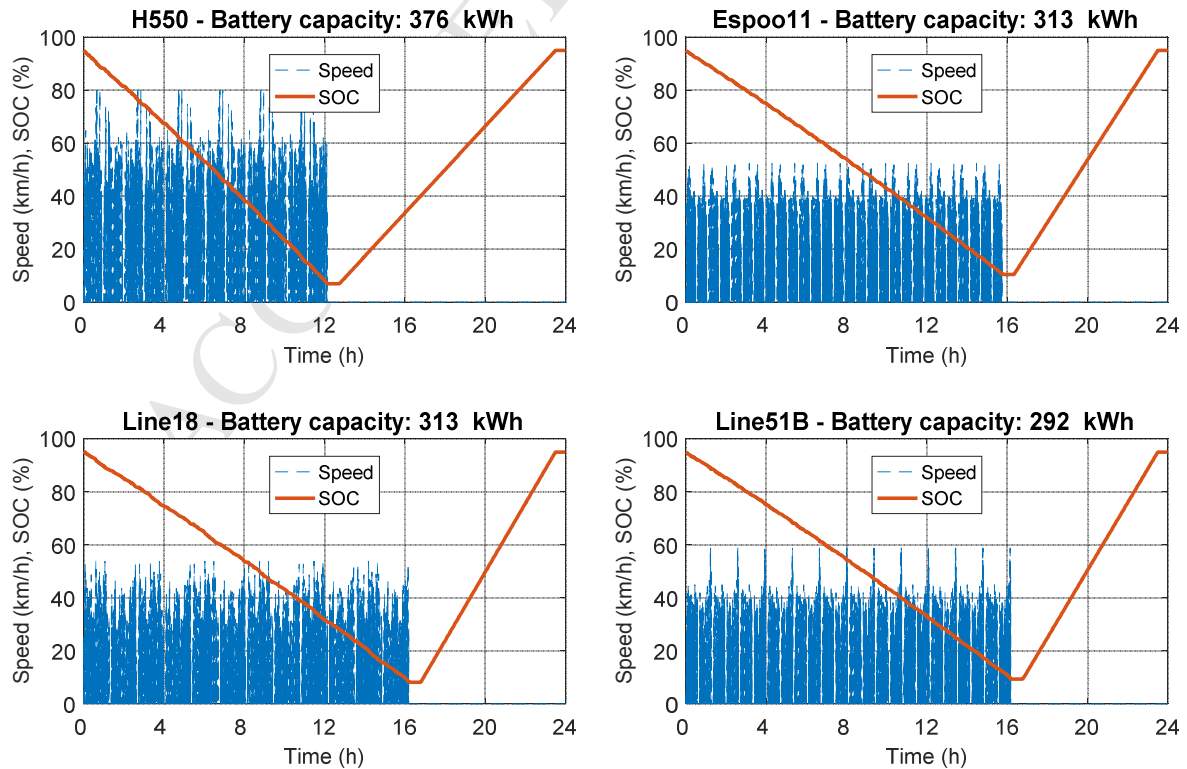 H550 - Battery capacity: 376 kWh
100
80
60
40
20
0
Speed (km/h), SOC (%)
Speed
SOC
0 4 8 12 16 20 24
Time (h)
Espoo11 - Battery capacity: 313 kWh
100
80
60
40
20
0
Speed (km/h), SOC (%)
Speed
SOC
0 4 8 12 16 20 24
Time (h)
Line18 - Battery capacity: 313 kWh
100
80
60
40
20
0
Speed (km/h), SOC (%)
Speed
SOC
0 4 8 12 16 20 24
Time (h)
Line51B - Battery capacity: 292 kWh
100
80
60
40
20
0
Speed (km/h), SOC (%)
Speed
SOC
0 4 8 12 16 20 24
Time (h)